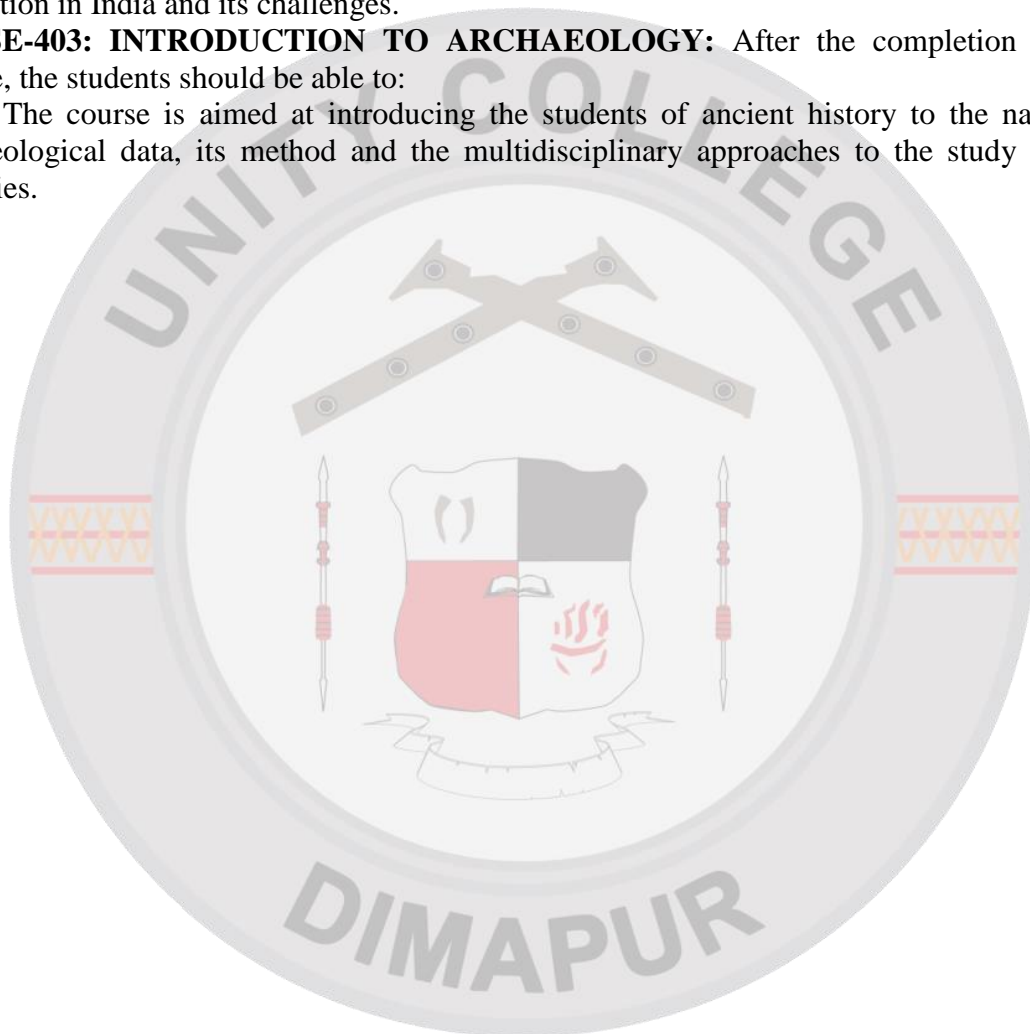 tion in India and its challenges.
E-403: INTRODUCTION TO ARCHAEOLOGY: After the completion
, the students should be able to:
The course is aimed at introducing the students of ancient history to the na
eological data, its method and the multidisciplinary approaches to the study
ies.
UNITY COLLEGE
DIMAPUR